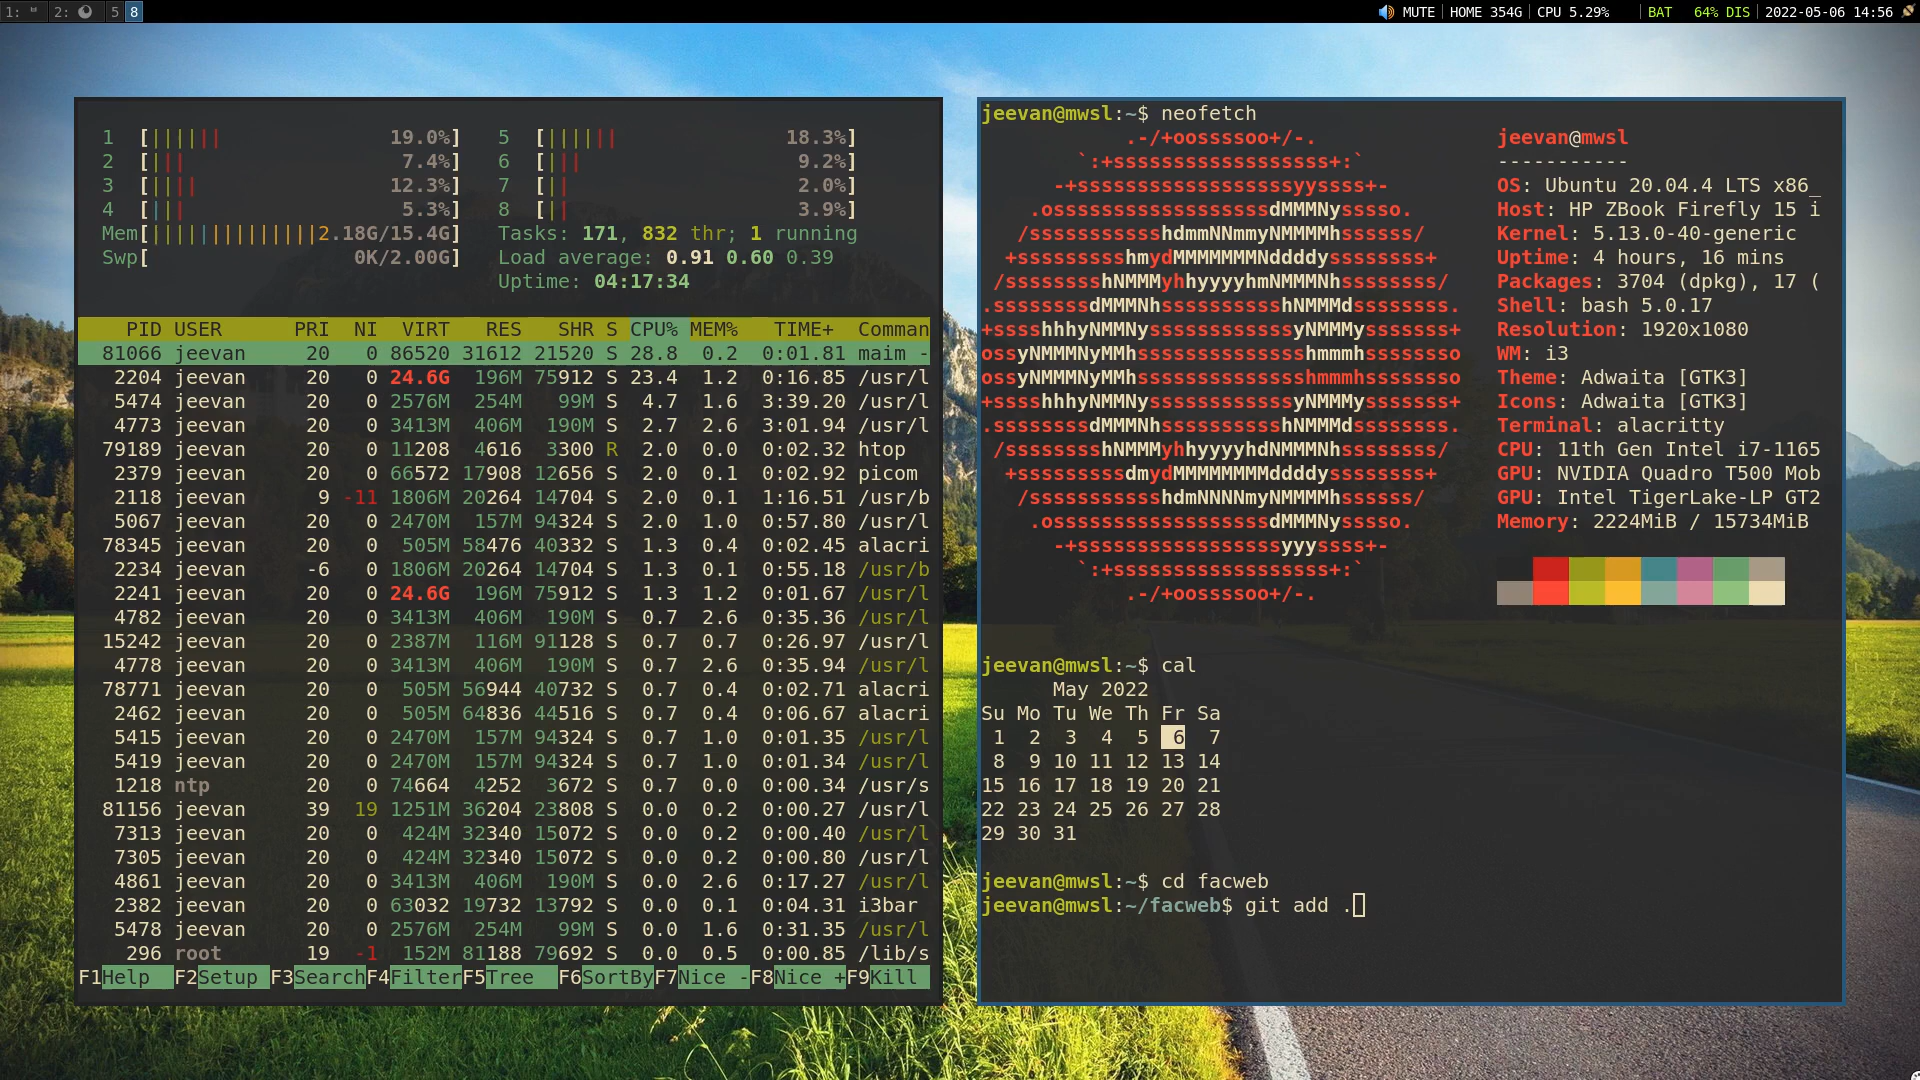 1: 2: 5 8 MUTE HOME 354G CPU 5.29% BAT 64% DIS 2022-05-06 14:56
1 [||||||| 19.0%] 5 [|||||| 18.3%]
2 [||| 7.4%] 6 [||| 9.2%]
3 [|||| 12.3%] 7 [|| 2.0%]
4 [||| 5.3%] 8 [|| 3.9%]
Mem[||||||||||||||2.18G/15.4G] Tasks: 171, 832 thr; 1 running
Swp[ 0K/2.00G] Load average: 0.91 0.60 0.39
Uptime: 04:17:34
PID USER PRI NI VIRT RES SHR S CPU% MEM% TIME+ Comman
81066 jeevan 20 0 86520 31612 21520 S 28.8 0.2 0:01.81 maim -
2204 jeevan 20 0 24.6G 196M 75912 S 23.4 1.2 0:16.85 /usr/l
5474 jeevan 20 0 2576M 254M 99M S 4.7 1.6 3:39.20 /usr/l
4773 jeevan 20 0 3413M 406M 190M S 2.7 2.6 3:01.94 /usr/l
79189 jeevan 20 0 11208 4616 3300 R 2.0 0.0 0:02.32 htop
2379 jeevan 20 0 66572 17908 12656 S 2.0 0.1 0:02.92 picom
2118 jeevan 9 -11 1806M 20264 14704 S 2.0 0.1 1:16.51 /usr/b
5067 jeevan 20 0 2470M 157M 94324 S 2.0 1.0 0:57.80 /usr/l
78345 jeevan 20 0 505M 58476 40332 S 1.3 0.4 0:02.45 alacri
2234 jeevan -6 0 1806M 20264 14704 S 1.3 0.1 0:55.18 /usr/b
2241 jeevan 20 0 24.6G 196M 75912 S 1.3 1.2 0:01.67 /usr/l
4782 jeevan 20 0 3413M 406M 190M S 0.7 2.6 0:35.36 /usr/l
15242 jeevan 20 0 2387M 116M 91128 S 0.7 0.7 0:26.97 /usr/l
4778 jeevan 20 0 3413M 406M 190M S 0.7 2.6 0:35.94 /usr/l
78771 jeevan 20 0 505M 56944 40732 S 0.7 0.4 0:02.71 alacri
2462 jeevan 20 0 505M 64836 44516 S 0.7 0.4 0:06.67 alacri
5415 jeevan 20 0 2470M 157M 94324 S 0.7 1.0 0:01.35 /usr/l
5419 jeevan 20 0 2470M 157M 94324 S 0.7 1.0 0:01.34 /usr/l
1218 ntp 20 0 74664 4252 3672 S 0.7 0.0 0:00.34 /usr/s
81158 jeevan 39 19 1251M 36204 23808 S 0.0 0.2 0:00.27 /usr/l
7313 jeevan 20 0 424M 32340 15072 S 0.0 0.2 0:00.40 /usr/l
7305 jeevan 20 0 424M 32340 15072 S 0.0 0.2 0:00.80 /usr/l
4861 jeevan 20 0 3413M 406M 190M S 0.0 2.6 0:17.27 /usr/l
2382 jeevan 20 0 63032 19732 13792 S 0.0 0.1 0:04.31 i3bar
5478 jeevan 20 0 2576M 254M 99M S 0.0 1.6 0:31.35 /usr/l
296 root 19 -1 152M 81188 79692 S 0.0 0.5 0:00.85 /lib/s
F1Help F2Setup F3SearchF4FilterF5Tree F6SortByF7Nice -F8Nice +F9Kill
jeevan@mwsl:~$ neofetch
.-/+oossssoo+/-.
`:+ssssssssssssssssss+:`
-+ssssssssssssssssssyyssss+-
.ossssssssssssssssssdMMMNysssso.
/ssssssssssshdmmNNmmyNMMMMhssssss/
+ssssssssshmydMMMMMMMNddddyssssssss+
/sssssssshNMMMyhhyyyyhmNMMMNhssssssss/
.ssssssssdMMMNhsssssssssshNMMMdssssssss.
+sssshhhyNMMNyssssssssssssyNMMMysssssss+
ossyNMMMNyMMhsssssssssssssshmmmhssssssso
ossyNMMMNyMMhsssssssssssssshmmmhssssssso
+sssshhhyNMMNyssssssssssssyNMMMysssssss+
.ssssssssdMMMNhsssssssssshNMMMdssssssss.
/sssssssshNMMMyhhyyyyhdNMMMNhssssssss/
+sssssssssdmydMMMMMMMMddddyssssssss+
/ssssssssssshdmNNNNmyNMMMMhssssss/
.ossssssssssssssssssdMMMNysssso.
-+sssssssssssssssssyyyssss+-
`:+ssssssssssssssssss+:`
.-/+oossssoo+/-.
jeevan@mwsl
-----------
OS: Ubuntu 20.04.4 LTS x86_
Host: HP ZBook Firefly 15 i
Kernel: 5.13.0-40-generic
Uptime: 4 hours, 16 mins
Packages: 3704 (dpkg), 17 (
Shell: bash 5.0.17
Resolution: 1920x1080
WM: i3
Theme: Adwaita [GTK3]
Icons: Adwaita [GTK3]
Terminal: alacritty
CPU: 11th Gen Intel i7-1165
GPU: NVIDIA Quadro T500 Mob
GPU: Intel TigerLake-LP GT2
Memory: 2224MiB / 15734MiB
jeevan@mwsl:~$ cal
May 2022
Su Mo Tu We Th Fr Sa
1 2 3 4 5 6 7
8 9 10 11 12 13 14
15 16 17 18 19 20 21
22 23 24 25 26 27 28
29 30 31
jeevan@mwsl:~$ cd facweb
jeevan@mwsl:~/facweb$ git add .